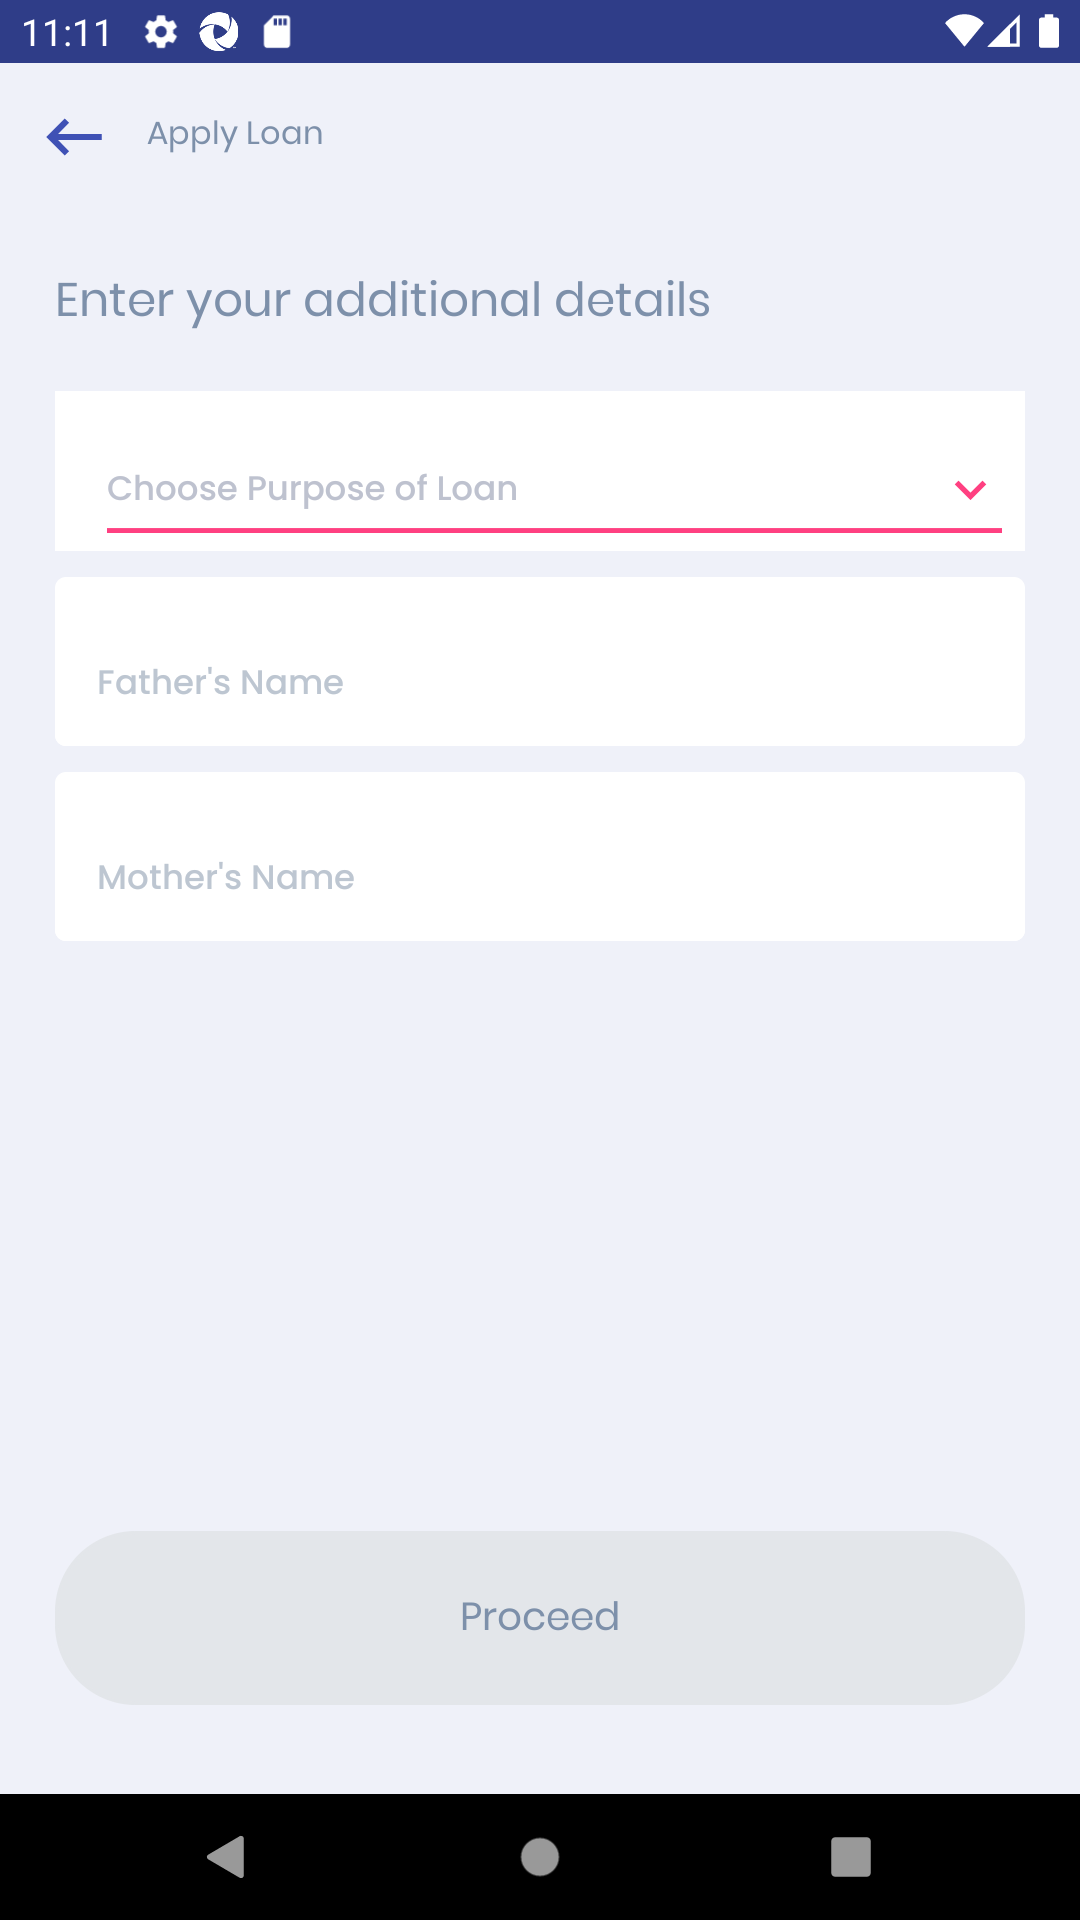 11:11
Apply Loan
Enter your additional details
Choose Purpose of Loan
Father's Name
Mother's Name
Proceed